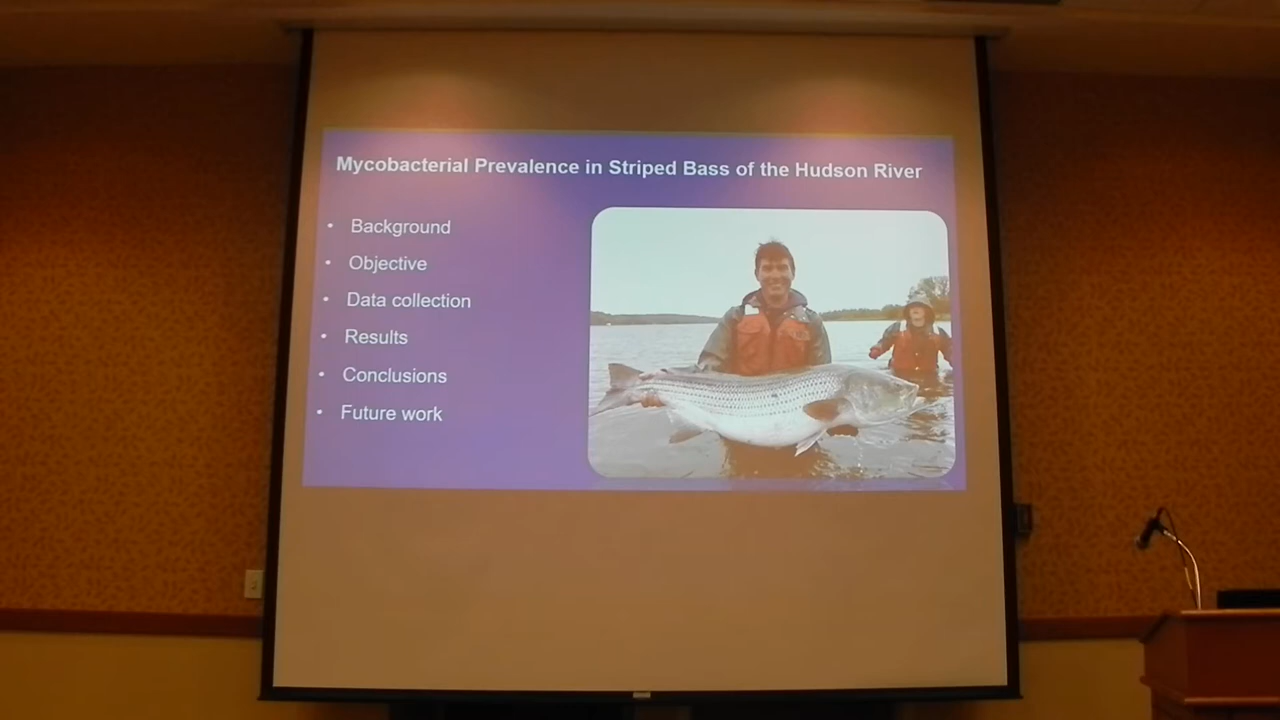 Mycobacterial Prevalence in Striped Bass of the Hudson River
• Background
• Objective
• Data collection
• Results
• Conclusions
• Future work